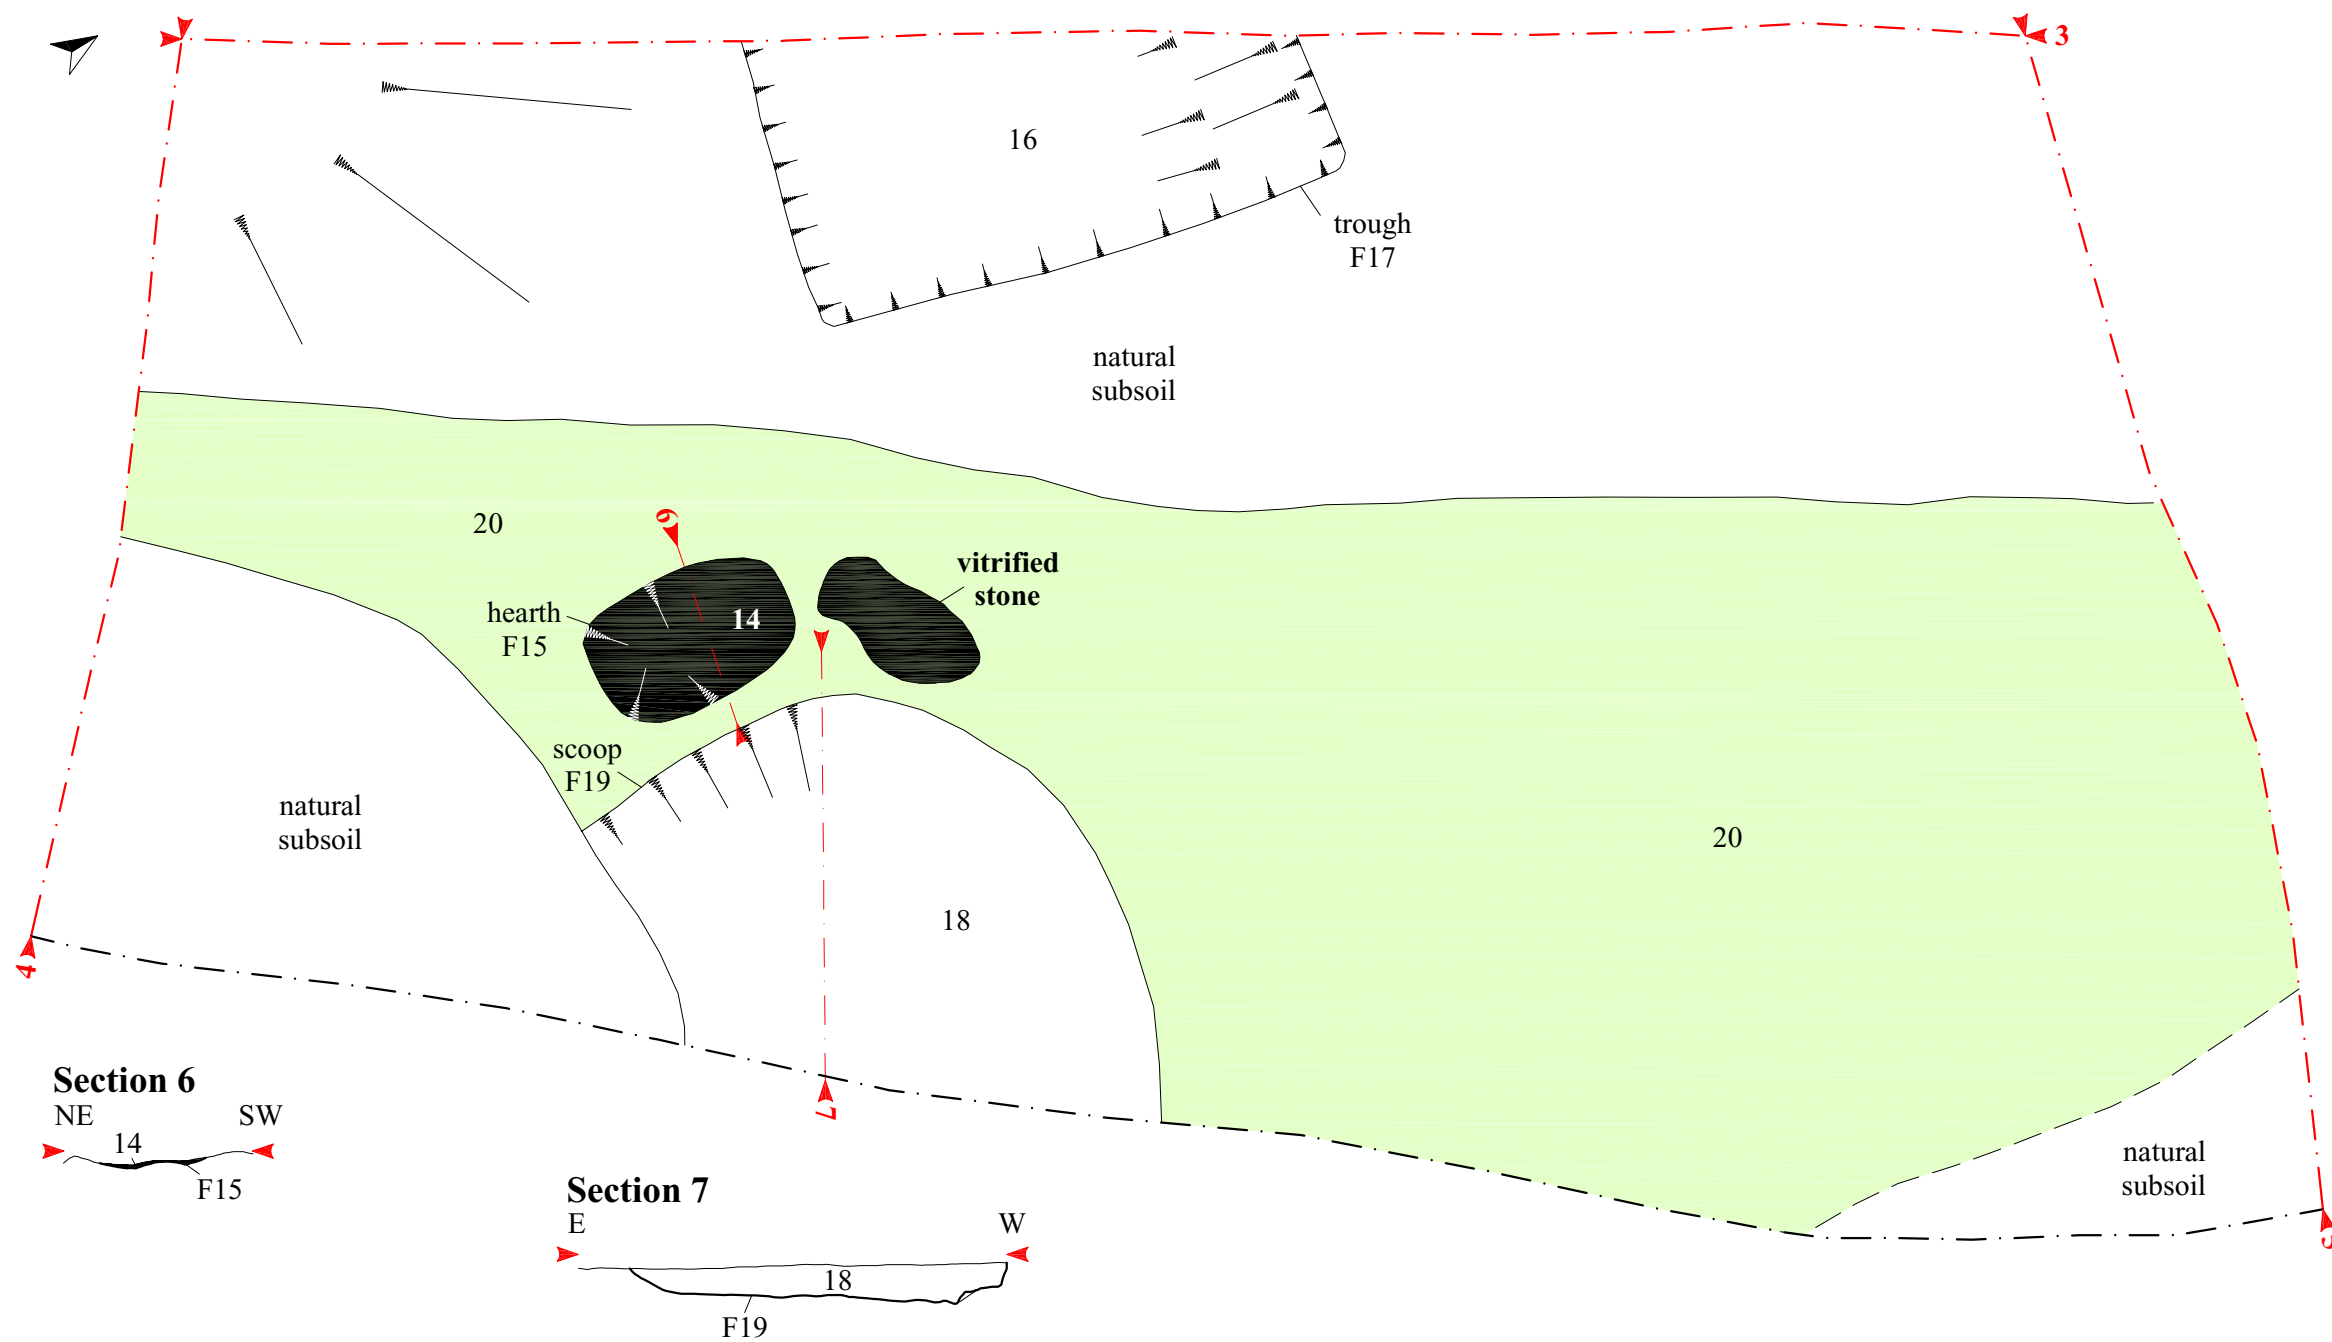 3
16
trough
F17
natural
subsoil
20
6
vitrified
stone
hearth
F15
14
scoop
F19
natural
subsoil
20
18
4
7
Section 6
NE
SW
14
F15
natural
subsoil
Section 7
E
W
18
F19